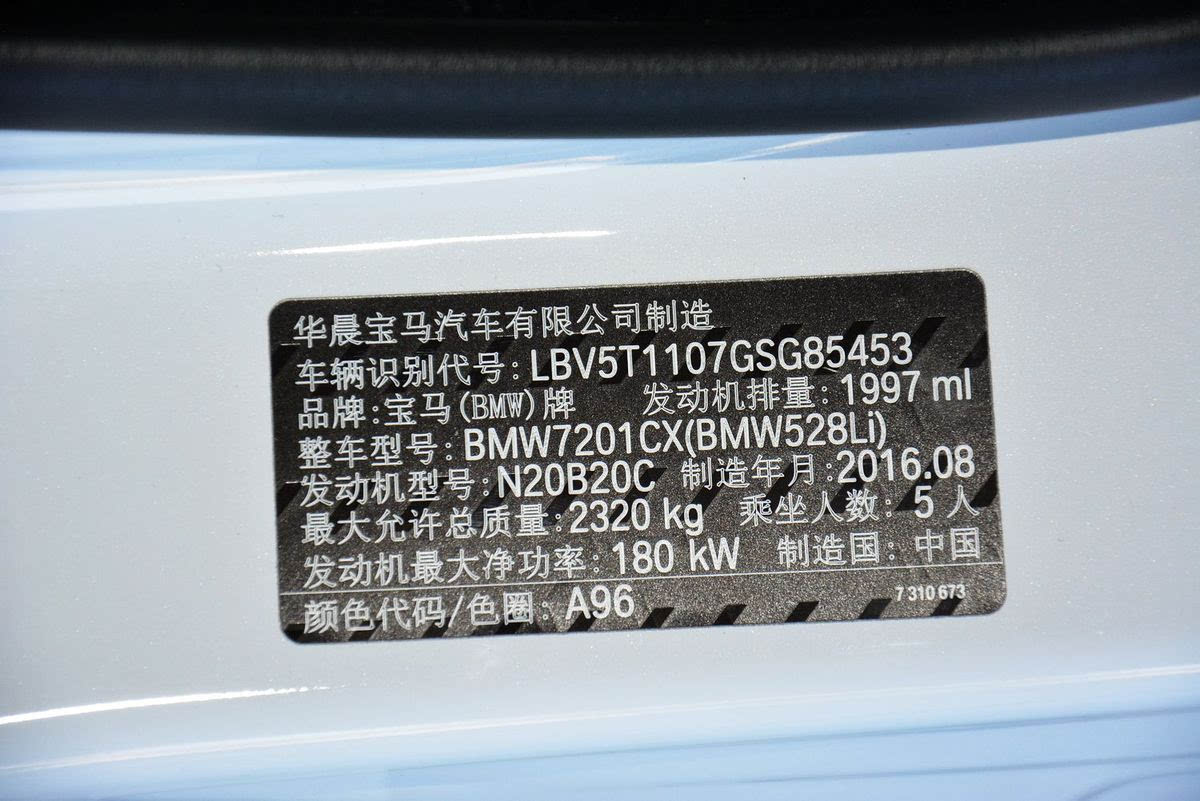 华晨宝马汽车有限公司制造
车辆识别代号:LBV5T1107GSG85453
品牌:宝马(BMW)牌 发动机排量:1997 ml
整车型号:BMW7201CX(BMW528Li)
发动机型号:N20B20C 制造年月:2016.08
最大允许总质量:2320 kg 乘坐人数:5人
发动机最大净功率:180 kW 制造国:中国
颜色代码/色圈:A96 7 310 673